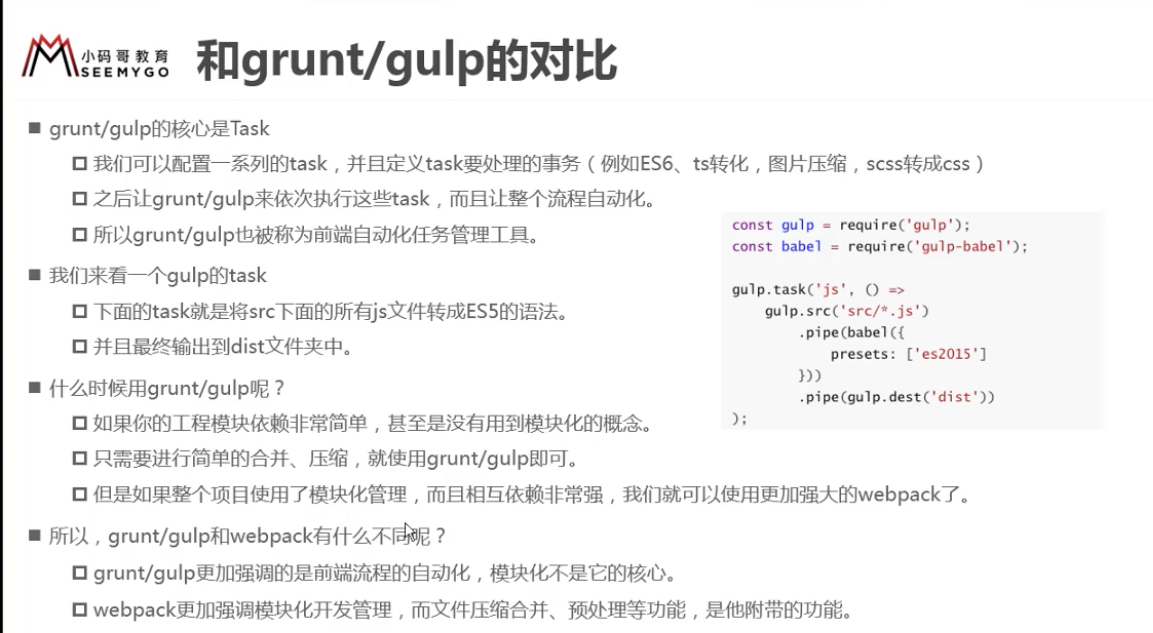 小码哥教育
SEEMYGO
和grunt/gulp的对比
■ grunt/gulp的核心是Task
□ 我们可以配置一系列的task，并且定义task要处理的事务（例如ES6、ts转化，图片压缩，scss转成css）
□ 之后让grunt/gulp来依次执行这些task，而且让整个流程自动化。
□ 所以grunt/gulp也被称为前端自动化任务管理工具。
■ 我们来看一个gulp的task
□ 下面的task就是将src下面的所有js文件转成ES5的语法。
□ 并且最终输出到dist文件夹中。
const gulp = require('gulp');
const babel = require('gulp-babel');
gulp.task('js', () =>
gulp.src('src/*.js')
.pipe(babel({
presets: ['es2015']
}))
.pipe(gulp.dest('dist'))
);
■ 什么时候用grunt/gulp呢？
□ 如果你的工程模块依赖非常简单，甚至是没有用到模块化的概念。
□ 只需要进行简单的合并、压缩，就使用grunt/gulp即可。
□ 但是如果整个项目使用了模块化管理，而且相互依赖非常强，我们就可以使用更加强大的webpack了。
■ 所以，grunt/gulp和webpack有什么不同呢？
□ grunt/gulp更加强调的是前端流程的自动化，模块化不是它的核心。
□ webpack更加强调模块化开发管理，而文件压缩合并、预处理等功能，是他附带的功能。